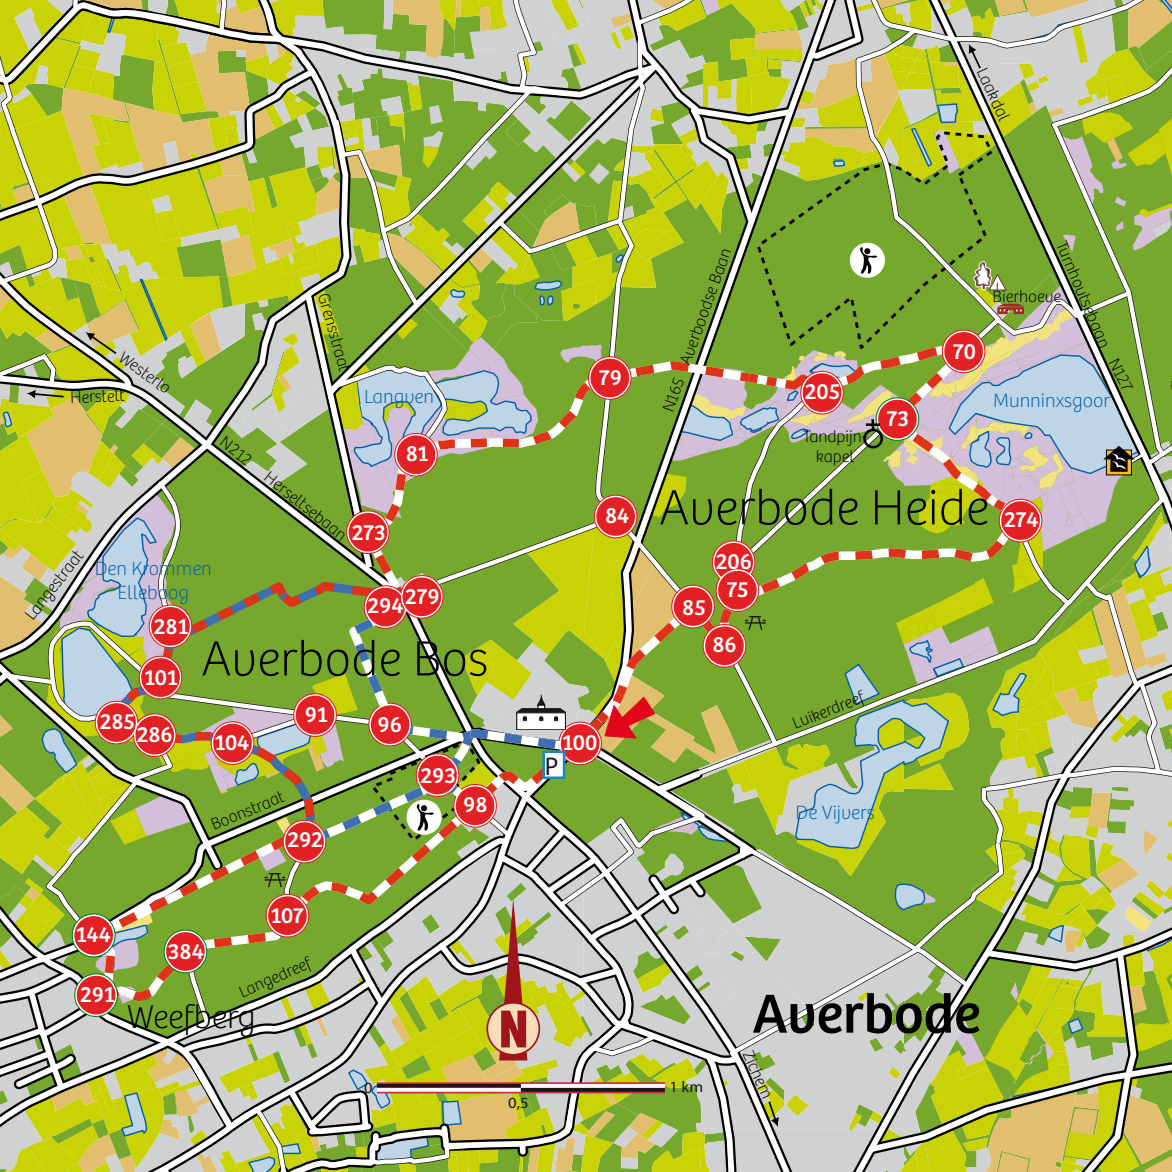 Laakdal
Turnhoutsebaan
N127
Bierhoeve
Averboodse Baan
N165
Grensstraat
Westerlo
Herstelt
N212
Herseltsebaan
Langven
Munninxsgoor
70
79
205
73
Tandpijn-
kapel
81
Averbode Heide
84
274
273
206
75
279
294
85
86
Langestraat
Den Krommen
Elleboog
281
Averbode Bos
101
285
286
104
91
96
100
P
Luikerdreef
293
98
De Vijvers
Boonstraat
292
107
144
384
291
Langedreef
Weefberg
Averbode
N
0
1 km
0,5
Zichem